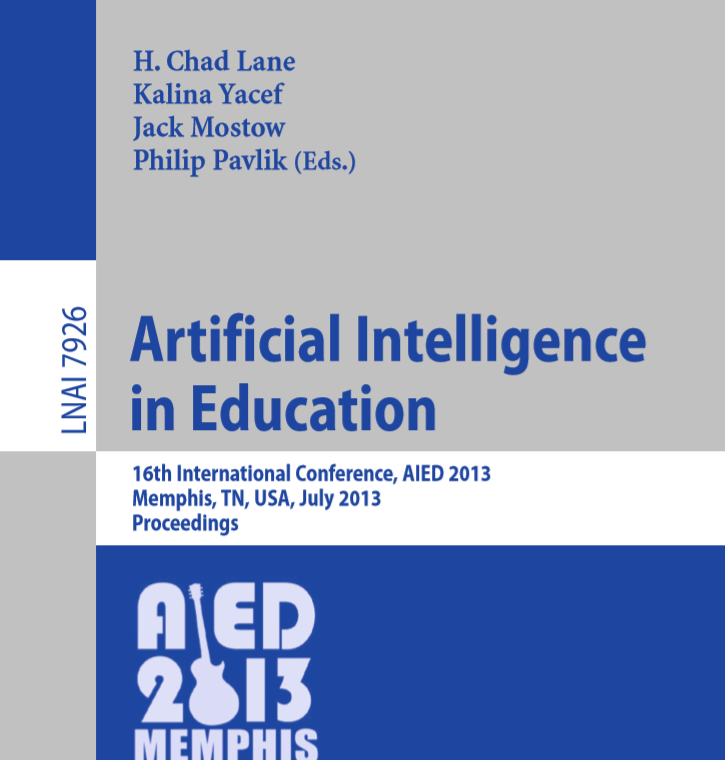 H. Chad Lane
Kalina Yacef
Jack Mostow
Philip Pavlik (Eds.)
LNAI 7926
Artificial Intelligence
in Education
16th International Conference, AIED 2013
Memphis, TN, USA, July 2013
Proceedings
AIED
2013
MEMPHIS